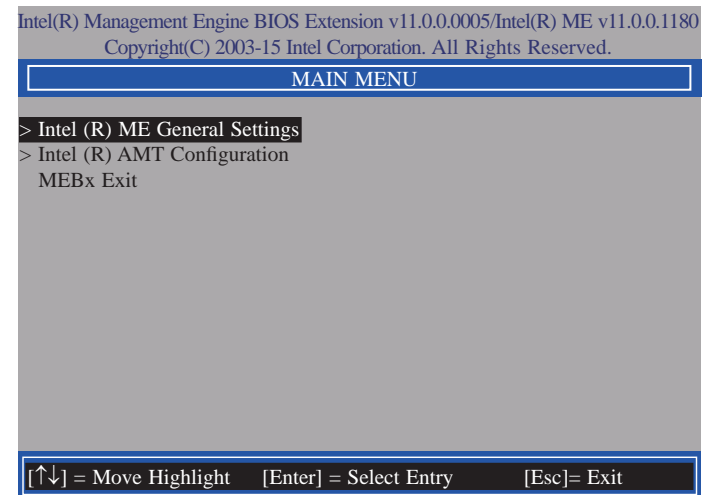 Intel(R) Management Engine BIOS Extension v11.0.0.0005/Intel(R) ME v11.0.0.1180
Copyright(C) 2003-15 Intel Corporation. All Rights Reserved.
MAIN MENU
> Intel (R) ME General Settings
> Intel (R) AMT Configuration
MEBx Exit
[↑↓] = Move Highlight [Enter] = Select Entry [Esc]= Exit